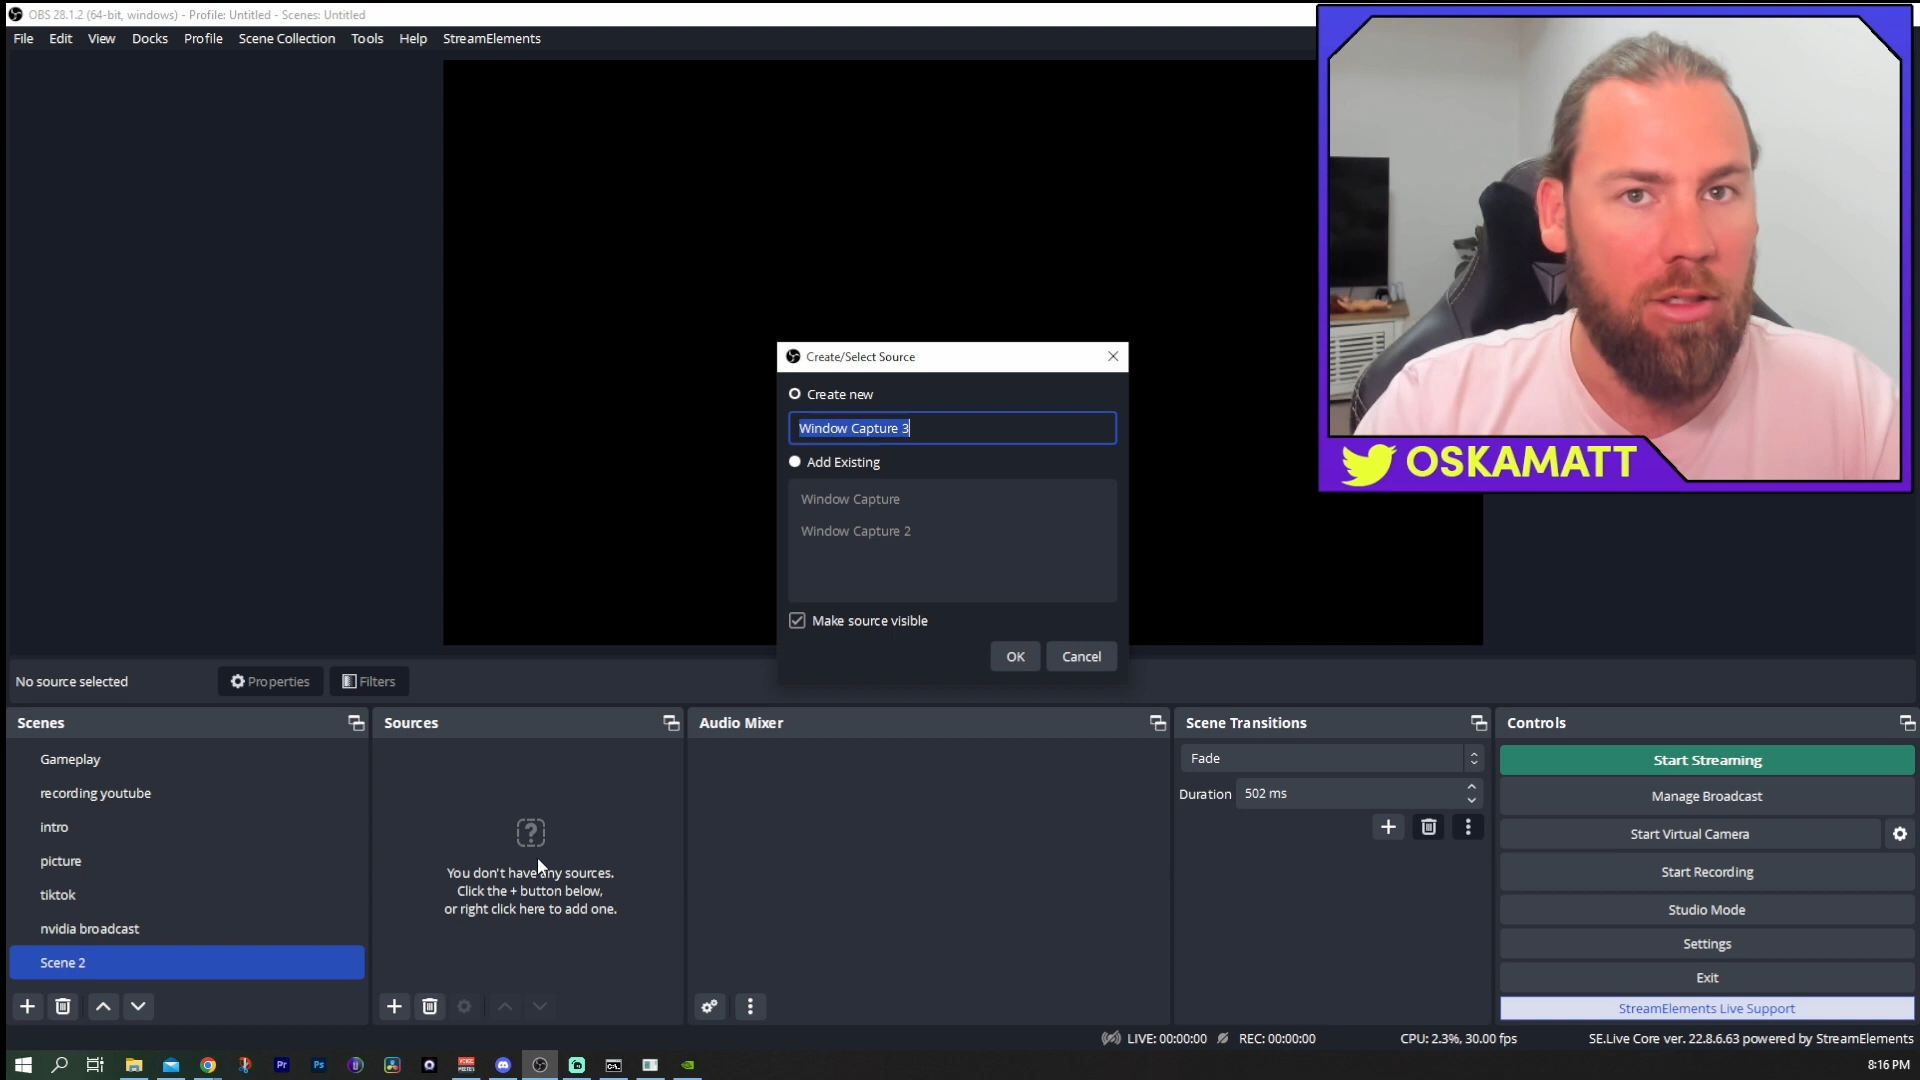 OBS 28.1.2 (64-bit, windows) - Profile: Untitled - Scenes: Untitled
File Edit View Docks Profile Scene Collection Tools Help StreamElements
OSKAMATT
Create/Select Source
Create new
Window Capture 3
Add Existing
Window Capture
Window Capture 2
Make source visible
OK Cancel
No source selected Properties Filters
Scenes
Gameplay
recording youtube
intro
picture
tiktok
nvidia broadcast
Scene 2
Sources
You don't have any sources.
Click the + button below,
or right click here to add one.
Audio Mixer
Scene Transitions
Fade
Duration 502 ms
Controls
Start Streaming
Manage Broadcast
Start Virtual Camera
Start Recording
Studio Mode
Settings
Exit
StreamElements Live Support
LIVE: 00:00:00 REC: 00:00:00 CPU: 2.3%, 30.00 fps SE.Live Core ver. 22.8.6.63 powered by StreamElements
Pr Ps
8:16 PM